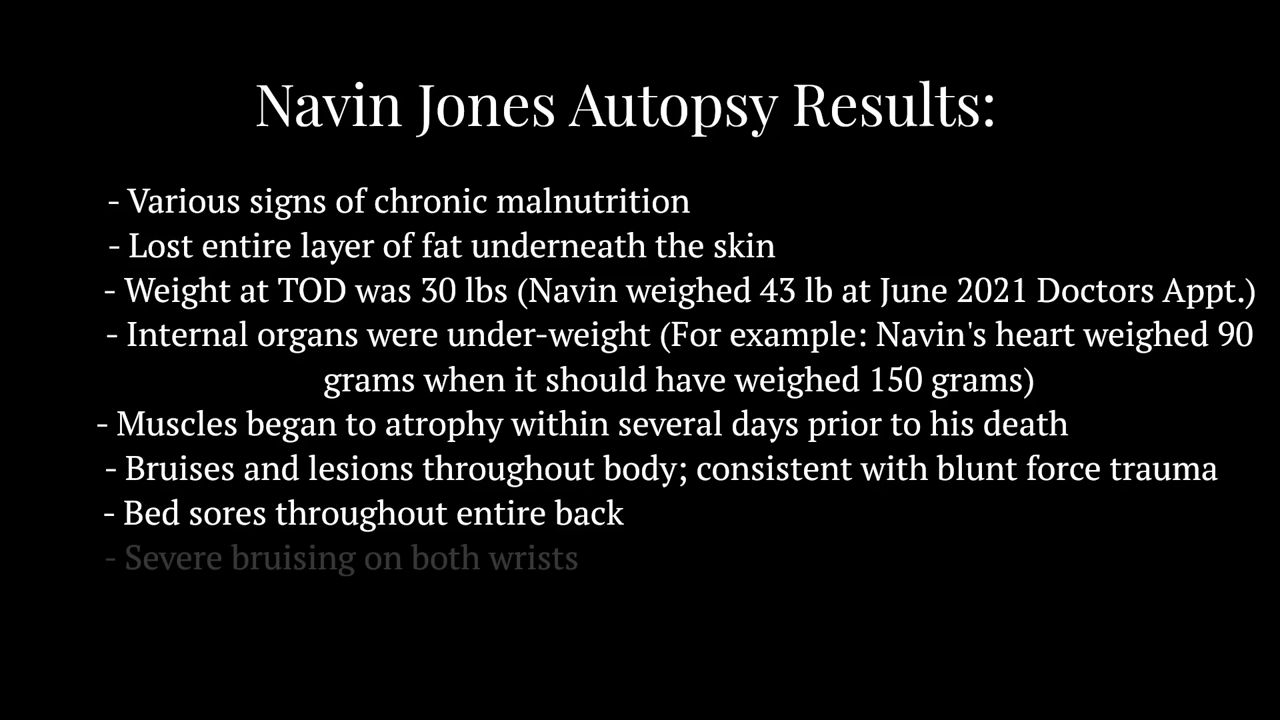 Navin Jones Autopsy Results:
- Various signs of chronic malnutrition
- Lost entire layer of fat underneath the skin
- Weight at TOD was 30 lbs (Navin weighed 43 lb at June 2021 Doctors Appt.)
- Internal organs were under-weight (For example: Navin's heart weighed 90
grams when it should have weighed 150 grams)
- Muscles began to atrophy within several days prior to his death
- Bruises and lesions throughout body; consistent with blunt force trauma
- Bed sores throughout entire back
- Severe bruising on both wrists